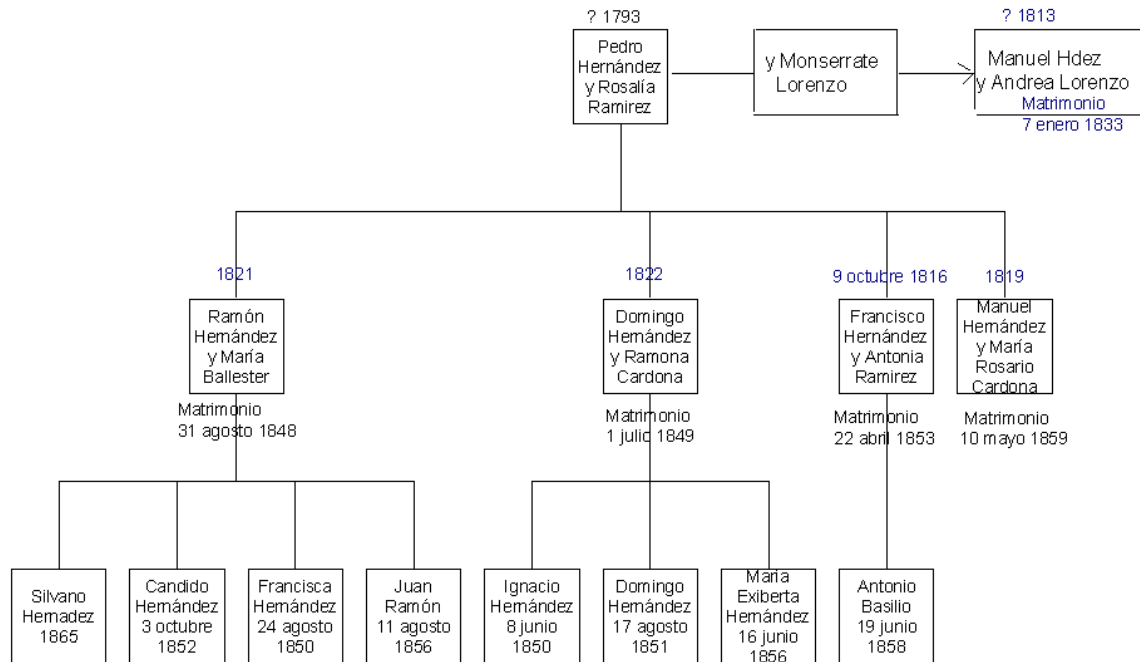 ? 1793
Pedro
Hernández
y Rosalía
Ramirez
y Monserrate
Lorenzo
? 1813
Manuel Hdez
y Andrea Lorenzo
Matrimonio
7 enero 1833
1821
Ramón
Hernández
y María
Ballester
Matrimonio
31 agosto 1848
1822
Domingo
Hernández
y Ramona
Cardona
Matrimonio
1 julio 1849
9 octubre 1816
Francisco
Hernández
y Antonia
Ramirez
Matrimonio
22 abril 1853
1819
Manuel
Hernández
y María
Rosario
Cardona
Matrimonio
10 mayo 1859
Silvano
Hernadez
1865
Candido
Hernández
3 octubre
1852
Francisca
Hernández
24 agosto
1850
Juan
Ramón
11 agosto
1856
Ignacio
Hernández
8 junio
1850
Domingo
Hernández
17 agosto
1851
Maria
Exiberta
Hernández
16 junio
1856
Antonio
Basilio
19 junio
1858